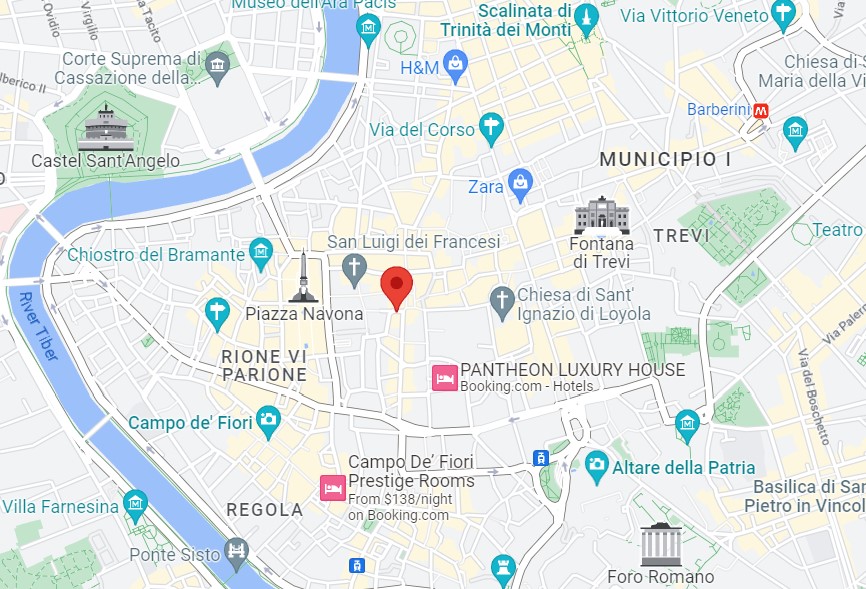 Museo dell'Ara Pacis
Scalinata di
Trinità dei Monti
Via Vittorio Veneto
Ovidio
Virgilio
Tacito
Corte Suprema di
Cassazione della...
H&M
Chiesa di S
Maria della Vi
Via S
Alberico II
Barberini
M
Via del Corso
Castel Sant'Angelo
MUNICIPIO I
Zara
TREVI
Teatro
Fontana
di Trevi
San Luigi dei Francesi
Chiostro del Bramante
Piazza Navona
Chiesa di Sant'
Ignazio di Loyola
River Tiber
Via Paler
RIONE VI
PARIONE
PANTHEON LUXURY HOUSE
Booking.com - Hotels
Via del Boschetto
Campo de' Fiori
Campo De' Fiori
Prestige Rooms
From $138/night
on Booking.com
Altare della Patria
Basilica di San
Pietro in Vincol
Villa Farnesina
REGOLA
Ponte Sisto
Foro Romano